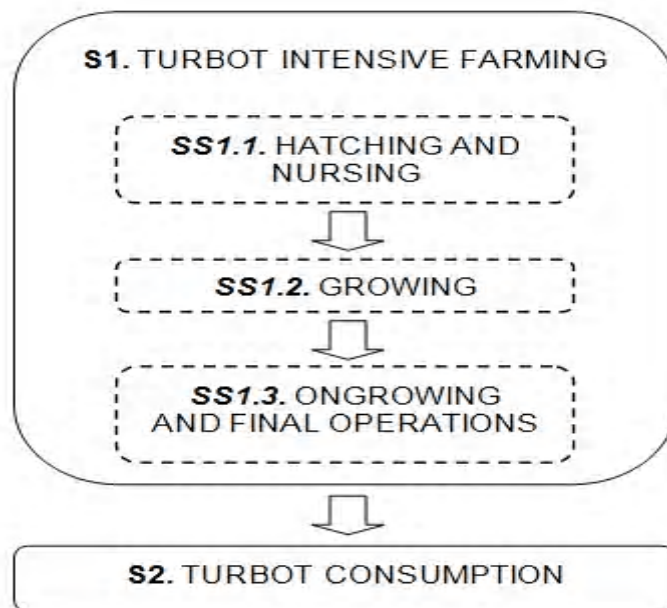 S1. TURBOT INTENSIVE FARMING
SS1.1. HATCHING AND
NURSING
SS1.2. GROWING
SS1.3. ONGROWING
AND FINAL OPERATIONS
S2. TURBOT CONSUMPTION